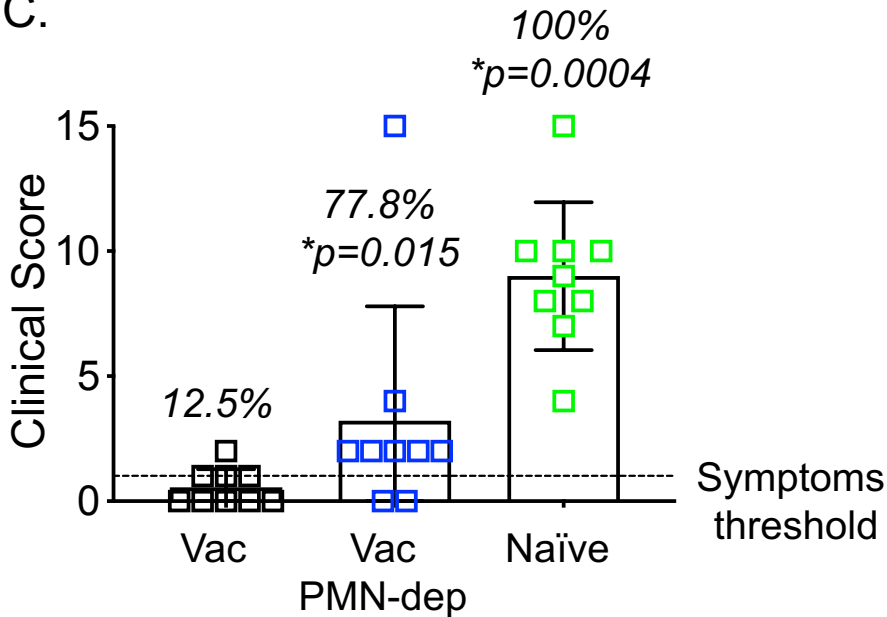 C.
100%
*p=0.0004
15
77.8%
*p=0.015
10
Clinical Score
5
12.5%
0
Symptoms
threshold
Vac
Vac
PMN-dep
Naïve